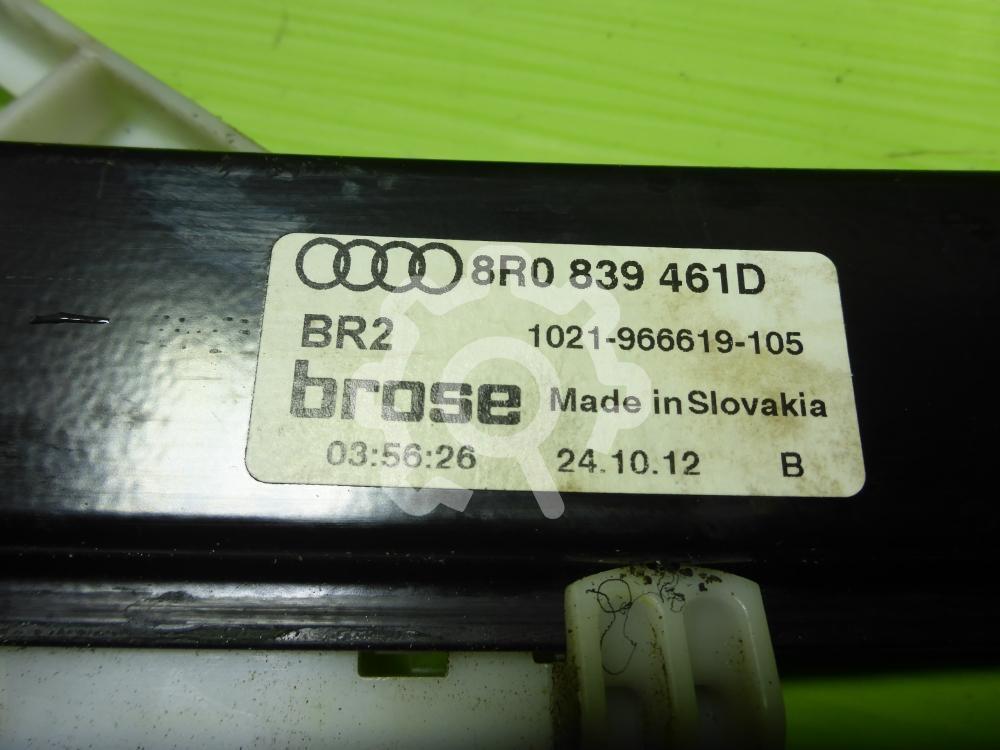 8R0 839 461D
BR2 1021-966619-105
brose Made in Slovakia
03:56:26 24.10.12 B